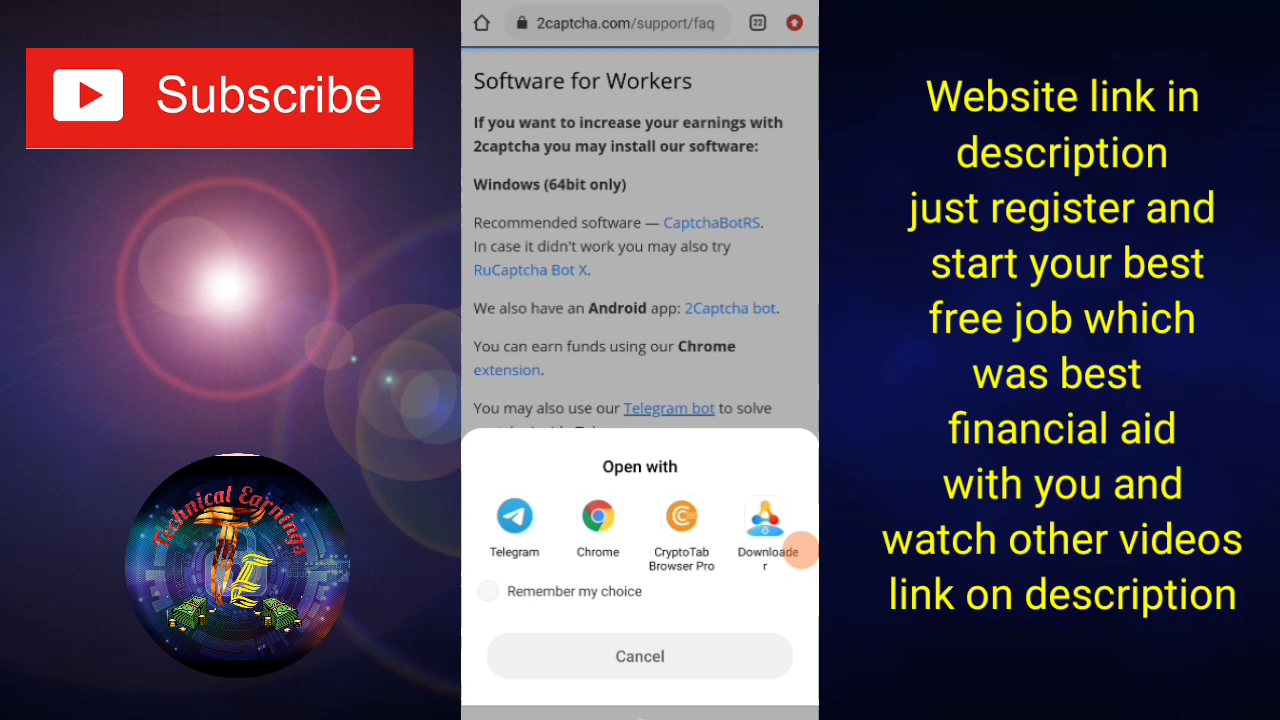 Subscribe
Technical Earnings
2captcha.com/support/faq
22
Software for Workers
If you want to increase your earnings with
2captcha you may install our software:
Windows (64bit only)
Recommended software — CaptchaBotRS.
In case it didn't work you may also try
RuCaptcha Bot X.
We also have an Android app: 2Captcha bot.
You can earn funds using our Chrome
extension.
You may also use our Telegram bot to solve
Open with
Telegram
Chrome
CryptoTab
Browser Pro
Downloade
r
Remember my choice
Cancel
Website link in
description
just register and
start your best
free job which
was best
financial aid
with you and
watch other videos
link on description